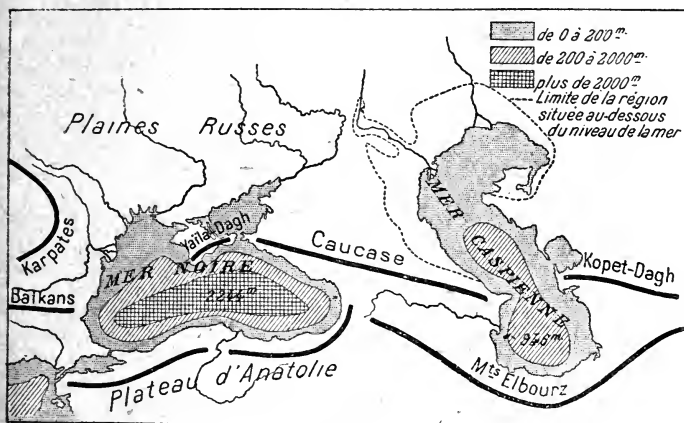 de 0 à 200m.
de 200 à 2000m.
plus de 2000m
Limite de la région
située au-dessous
du niveau de la mer
Plaines Russes
Karpates
Yaïla-Dagh
MER NOIRE
2244m
Caucase
MER CASPIENNE
Kopet-Dagh
Balkans
Plateau d'Anatolie
Mts Elbourz